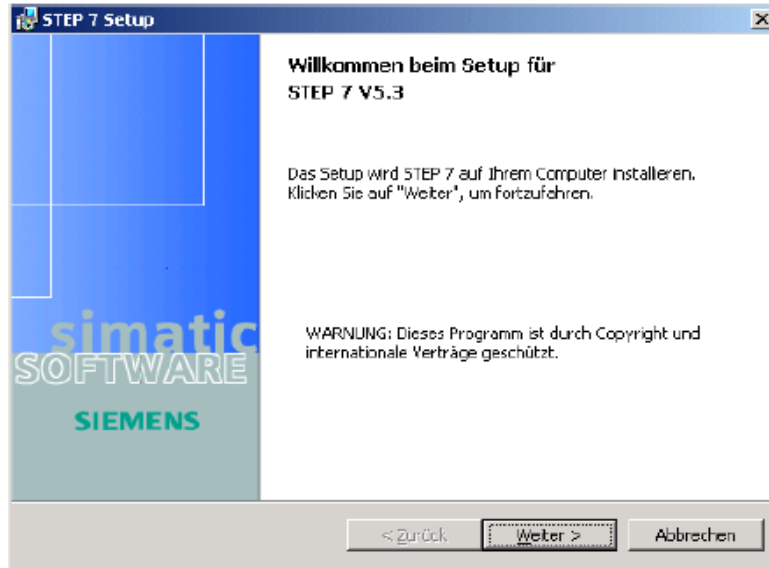 STEP 7 Setup
Willkommen beim Setup für
STEP 7 V5.3
Das Setup wird STEP 7 auf Ihrem Computer installieren.
Klicken Sie auf "Weiter", um fortzufahren.
WARNUNG: Dieses Programm ist durch Copyright und
internationale Verträge geschützt.
simatic
SOFTWARE
SIEMENS
< Zurück Weiter > Abbrechen